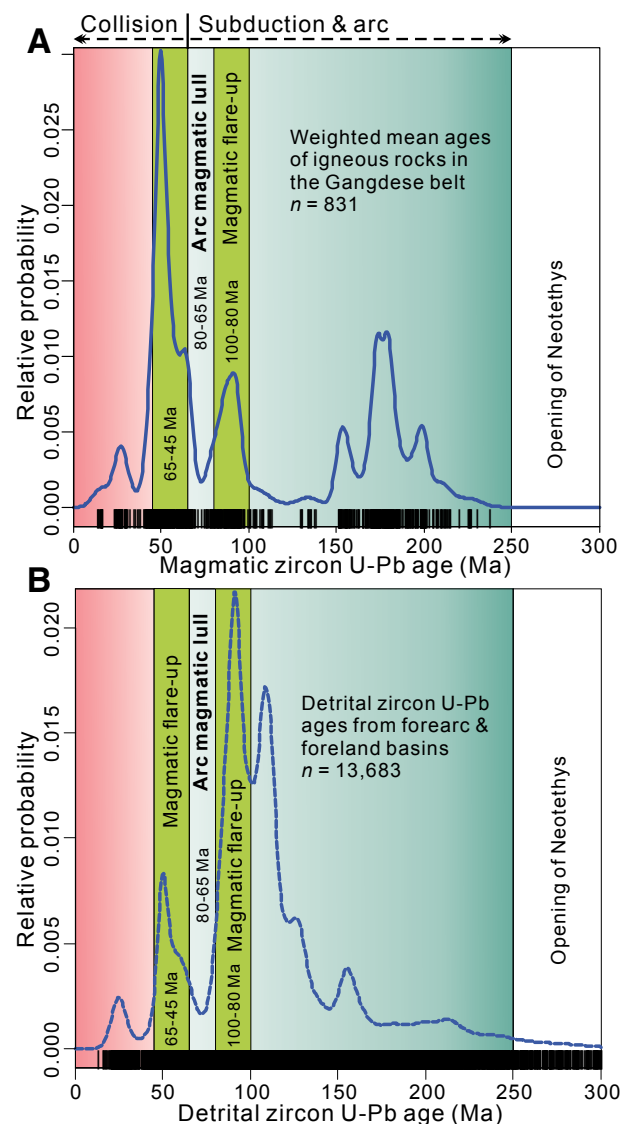 Collision
Subduction & arc
A
Relative probability
0.000
0.005
0.010
0.015
0.020
0.025
65-45 Ma
Arc magmatic lull
80-65 Ma
Magmatic flare-up
100-80 Ma
Weighted mean ages
of igneous rocks in
the Gangdese belt
n = 831
Opening of Neotethys
0
50
100
150
200
250
300
Magmatic zircon U-Pb age (Ma)
B
Relative probability
0.000
0.005
0.010
0.015
0.020
Magmatic flare-up
65-45 Ma
Arc magmatic lull
80-65 Ma
Magmatic flare-up
100-80 Ma
Detrital zircon U-Pb
ages from forearc &
foreland basins
n = 13,683
Opening of Neotethys
0
50
100
150
200
250
300
Detrital zircon U-Pb age (Ma)